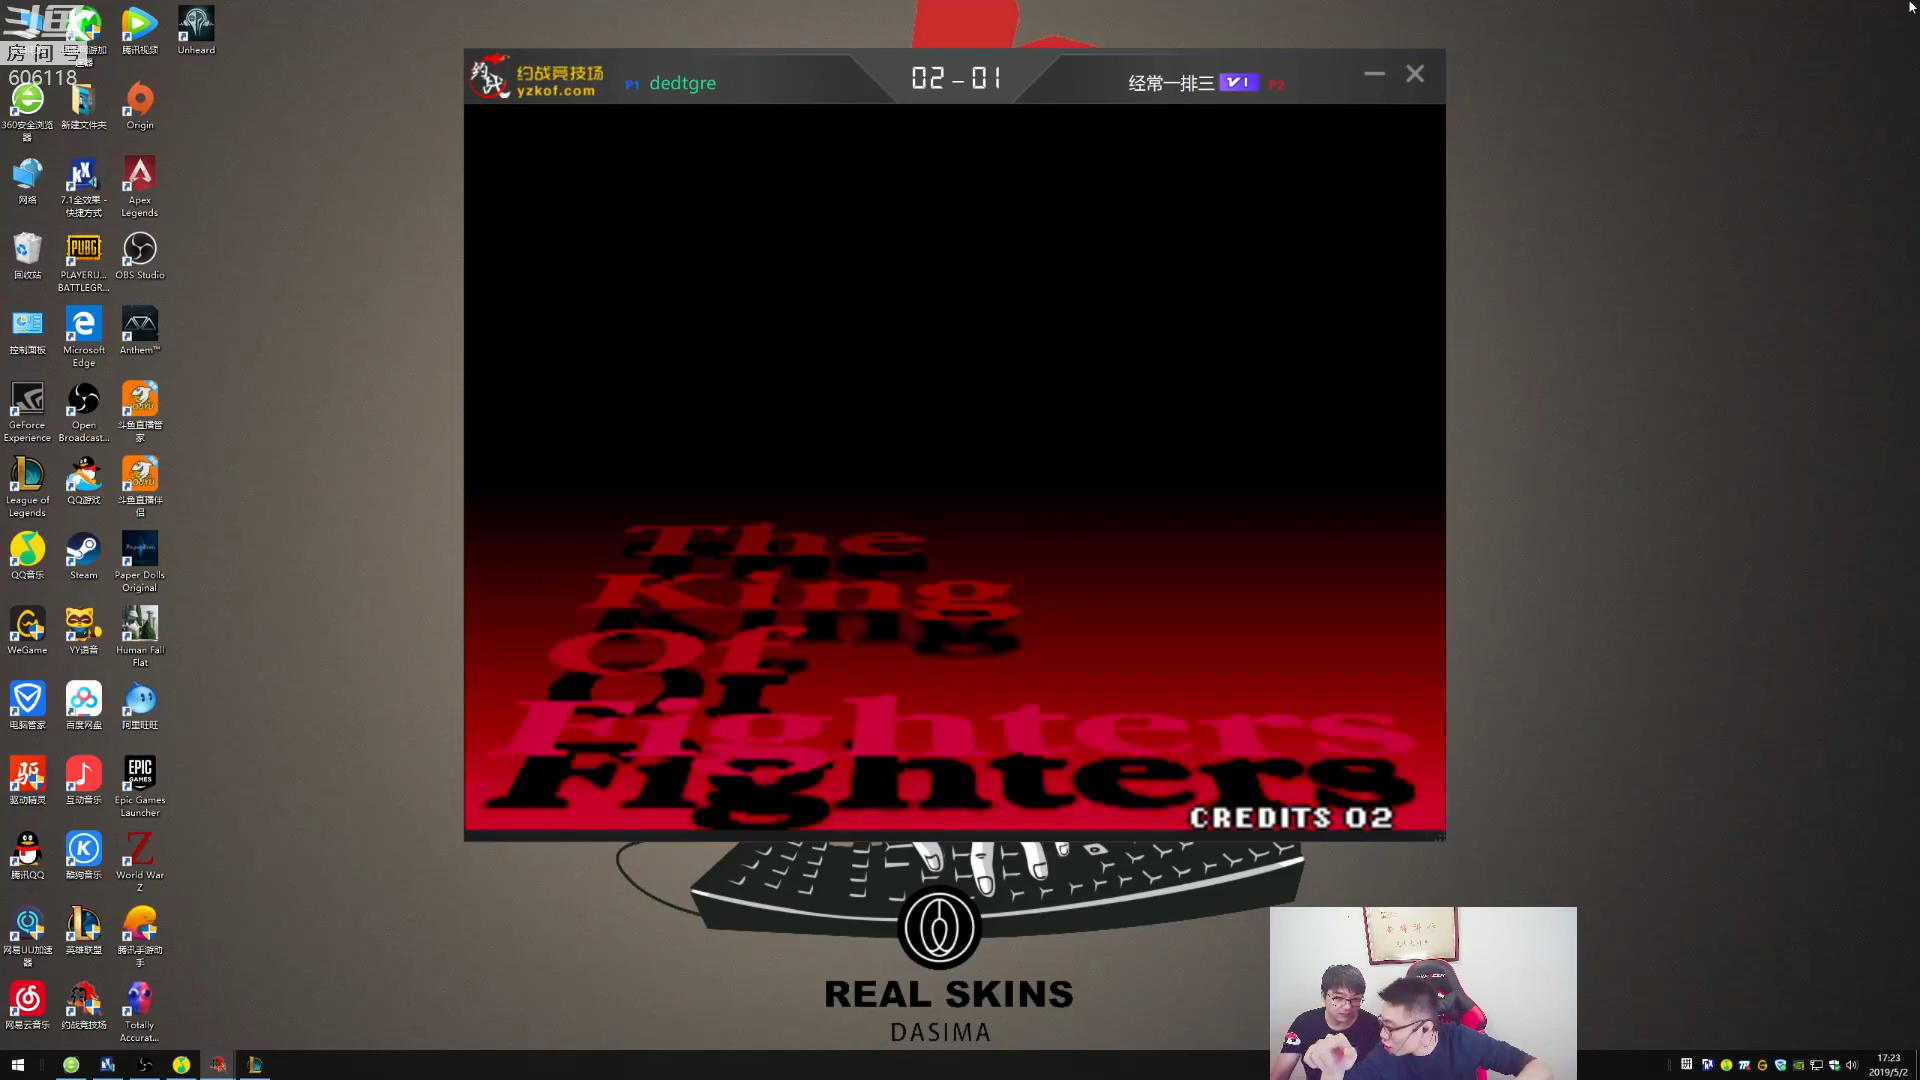 斗鱼
房间号
606118
腾讯视频
Unheard
360安全浏览器
新建文件夹
Origin
网络
7.1全效果 - 快捷方式
Apex Legends
回收站
PUBG
PLAYERU... BATTLEGR...
OBS Studio
控制面板
Microsoft Edge
Anthem™
GeForce Experience
Open Broadcast...
斗鱼直播管家
League of Legends
QQ游戏
斗鱼直播伴侣
QQ音乐
Steam
Paper Dolls Original
WeGame
YY语音
Human Fall Flat
电脑管家
百度网盘
阿里旺旺
驱动精灵
互动音乐
EPIC GAMES
Epic Games Launcher
腾讯QQ
酷狗音乐
World War Z
网易UU加速器
英雄联盟
腾讯手游助手
网易云音乐
约战竞技场
Totally Accurat...
约战竞技场
yzkof.com
P1 dedtgre
02-01
经常一排三 V1 P2
The
King
Of
Fighters
CREDITS 02
REAL SKINS
DASIMA
17:23
2019/5/2